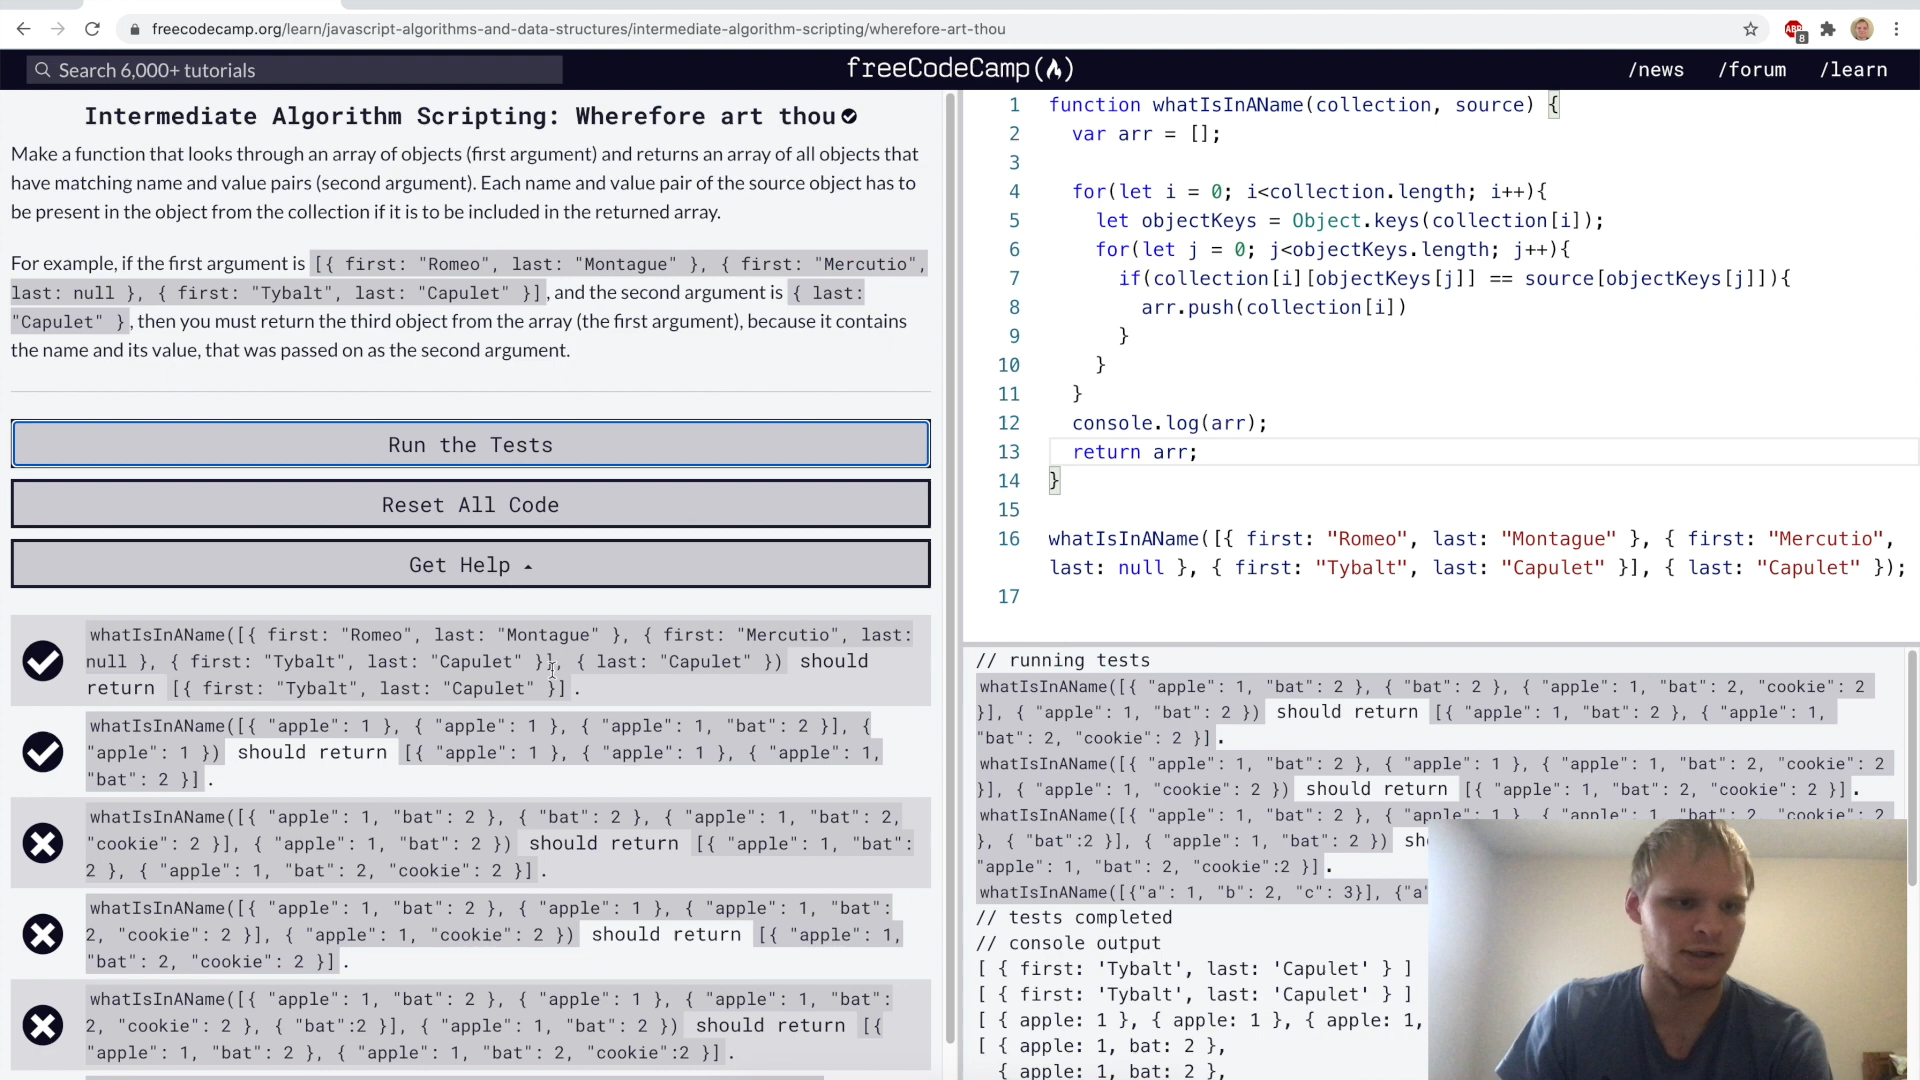 freecodecamp.org/learn/javascript-algorithms-and-data-structures/intermediate-algorithm-scripting/wherefore-art-thou
ABP
8
Search 6,000+ tutorials
freeCodeCamp
/news
/forum
/learn
Intermediate Algorithm Scripting: Wherefore art thou
Make a function that looks through an array of objects (first argument) and returns an array of all objects that
have matching name and value pairs (second argument). Each name and value pair of the source object has to
be present in the object from the collection if it is to be included in the returned array.
For example, if the first argument is [{ first: "Romeo", last: "Montague" }, { first: "Mercutio",
last: null }, { first: "Tybalt", last: "Capulet" }], and the second argument is { last:
"Capulet" }, then you must return the third object from the array (the first argument), because it contains
the name and its value, that was passed on as the second argument.
Run the Tests
Reset All Code
Get Help
whatIsInAName([{ first: "Romeo", last: "Montague" }, { first: "Mercutio", last:
null }, { first: "Tybalt", last: "Capulet" }], { last: "Capulet" }) should
return [{ first: "Tybalt", last: "Capulet" }].
whatIsInAName([{ "apple": 1 }, { "apple": 1 }, { "apple": 1, "bat": 2 }], {
"apple": 1 }) should return [{ "apple": 1 }, { "apple": 1 }, { "apple": 1,
"bat": 2 }].
whatIsInAName([{ "apple": 1, "bat": 2 }, { "bat": 2 }, { "apple": 1, "bat": 2,
"cookie": 2 }], { "apple": 1, "bat": 2 }) should return [{ "apple": 1, "bat":
2 }, { "apple": 1, "bat": 2, "cookie": 2 }].
whatIsInAName([{ "apple": 1, "bat": 2 }, { "apple": 1 }, { "apple": 1, "bat":
2, "cookie": 2 }], { "apple": 1, "cookie": 2 }) should return [{ "apple": 1,
"bat": 2, "cookie": 2 }].
whatIsInAName([{ "apple": 1, "bat": 2 }, { "apple": 1 }, { "apple": 1, "bat":
2, "cookie": 2 }, { "bat":2 }], { "apple": 1, "bat": 2 }) should return [{
"apple": 1, "bat": 2 }, { "apple": 1, "bat": 2, "cookie":2 }].
1 function whatIsInAName(collection, source) {
2 var arr = [];
3
4 for(let i = 0; i<collection.length; i++){
5 let objectKeys = Object.keys(collection[i]);
6 for(let j = 0; j<objectKeys.length; j++){
7 if(collection[i][objectKeys[j]] == source[objectKeys[j]]){
8 arr.push(collection[i])
9 }
10 }
11 }
12 console.log(arr);
13 return arr;
14 }
15
16 whatIsInAName([{ first: "Romeo", last: "Montague" }, { first: "Mercutio",
last: null }, { first: "Tybalt", last: "Capulet" }], { last: "Capulet" });
17
// running tests
whatIsInAName([{ "apple": 1, "bat": 2 }, { "bat": 2 }, { "apple": 1, "bat": 2, "cookie": 2
}], { "apple": 1, "bat": 2 }) should return [{ "apple": 1, "bat": 2 }, { "apple": 1,
"bat": 2, "cookie": 2 }].
whatIsInAName([{ "apple": 1, "bat": 2 }, { "apple": 1 }, { "apple": 1, "bat": 2, "cookie": 2
}], { "apple": 1, "cookie": 2 }) should return [{ "apple": 1, "bat": 2, "cookie": 2 }].
whatIsInAName([{ "apple": 1, "bat": 2 }, { "apple": 1 }, { "apple": 1, "bat": 2, "cookie": 2
}, { "bat":2 }], { "apple": 1, "bat": 2 }) sh
"apple": 1, "bat": 2, "cookie":2 }].
whatIsInAName([{"a": 1, "b": 2, "c": 3}], {"a"
// tests completed
// console output
[ { first: 'Tybalt', last: 'Capulet' } ]
[ { first: 'Tybalt', last: 'Capulet' } ]
[ { apple: 1 }, { apple: 1 }, { apple: 1,
[ { apple: 1, bat: 2 },
{ apple: 1, bat: 2 },